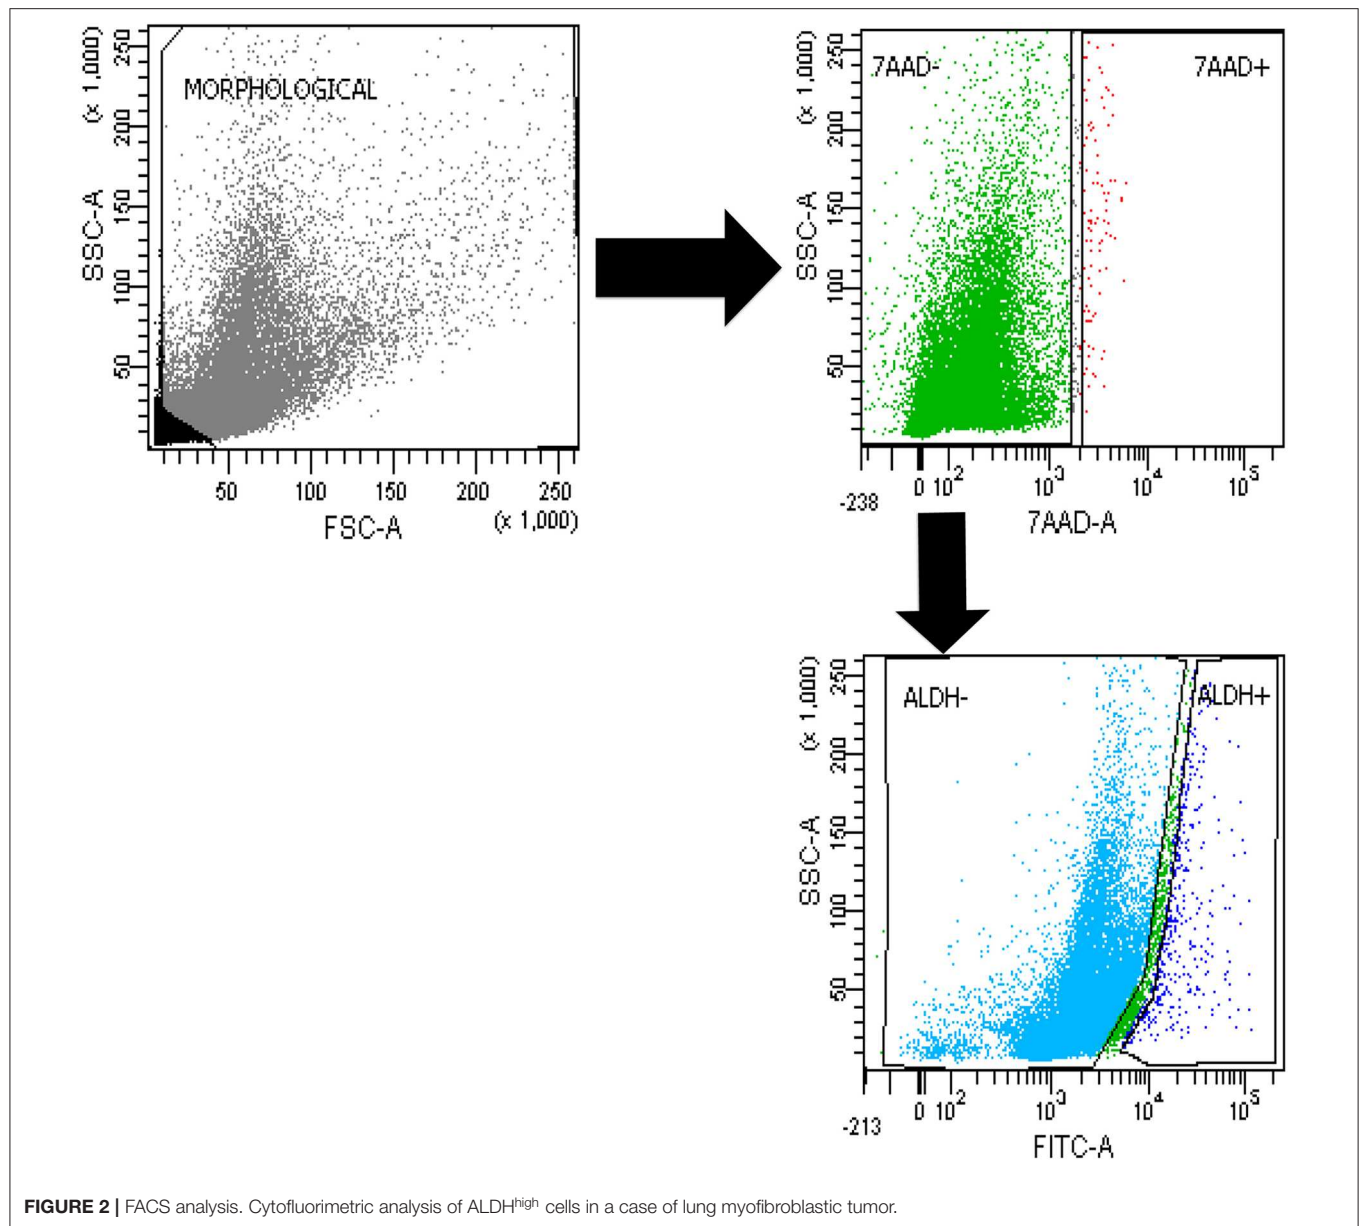 MORPHOLOGICAL
SSC-A
(x 1,000)
50
100
150
200
250
50
100
150
200
250
FSC-A
(x 1,000)
7AAD-
7AAD+
SSC-A
(x 1,000)
50
100
150
200
250
-238
0
10²
10³
10⁴
10⁵
7AAD-A
ALDH-
ALDH+
SSC-A
(x 1,000)
50
100
150
200
250
-213
0
10²
10³
10⁴
10⁵
FITC-A
FIGURE 2 | FACS analysis. Cytofluorimetric analysis of ALDHhigh cells in a case of lung myofibroblastic tumor.